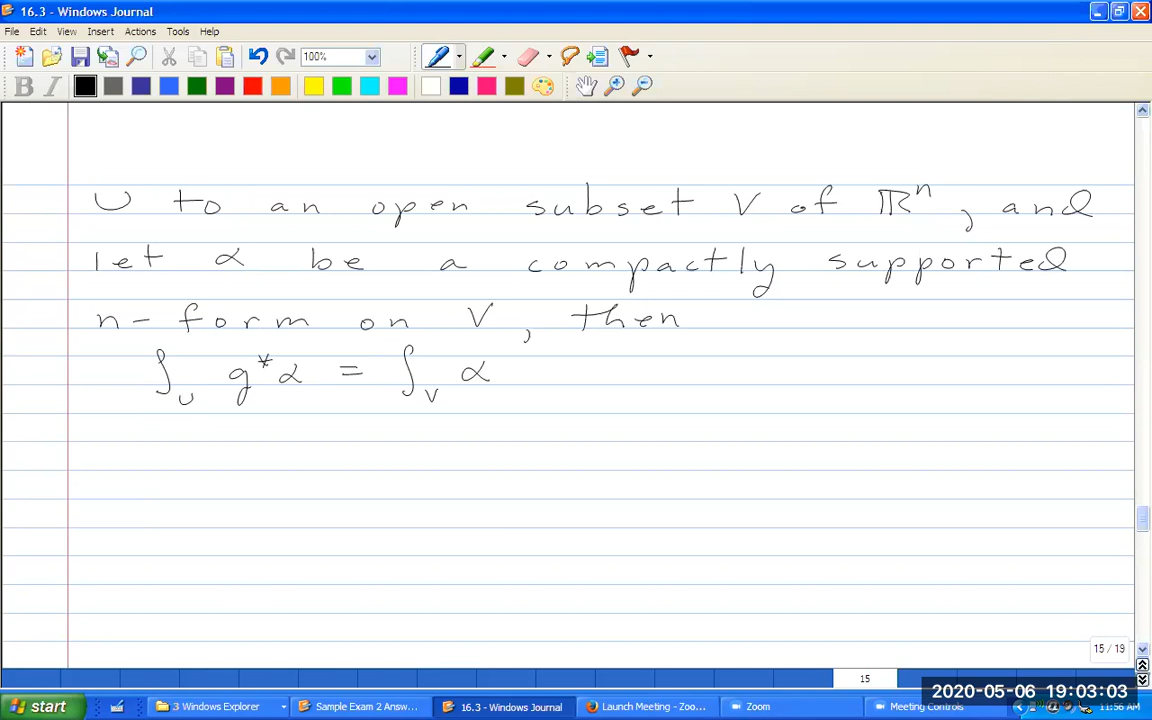 16.3 - Windows Journal
File Edit View Insert Actions Tools Help
100%
B I
U to an open subset V of ℝⁿ, and
let α be a compactly supported
n-form on V, then
∫_U g*α = ∫_V α
15 / 19
15
2020-05-06 19:03:03
start 3 Windows Explorer Sample Exam 2 Answ... 16.3 - Windows Journal Launch Meeting - Zoo... Zoom Meeting Controls 11:56 AM